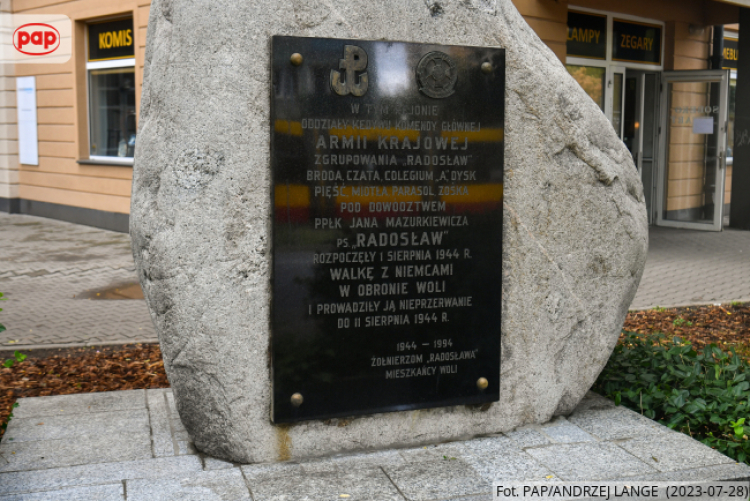 pap
KOMIS
LAMPY
ZEGARY
MEBLE
W TYM REJONIE
ODDZIAŁY KEDYWU KOMENDY GŁÓWNEJ
ARMII KRAJOWEJ
ZGRUPOWANIA „RADOSŁAW”
BRODA, CZATA, COLEGIUM „A”, DYSK
PIĘŚĆ, MIOTŁA, PARASOL, ZOŚKA
POD DOWÓDZTWEM
PPŁK JANA MAZURKIEWICZA
PS. „RADOSŁAW”
ROZPOCZĘŁY 1 SIERPNIA 1944 R.
WALKĘ Z NIEMCAMI
W OBRONIE WOLI
I PROWADZIŁY JĄ NIEPRZERWANIE
DO 11 SIERPNIA 1944 R.
1944 – 1994
ŻOŁNIERZOM „RADOSŁAWA”
MIESZKAŃCY WOLI
Fot. PAP/ANDRZEJ LANGE (2023-07-28)